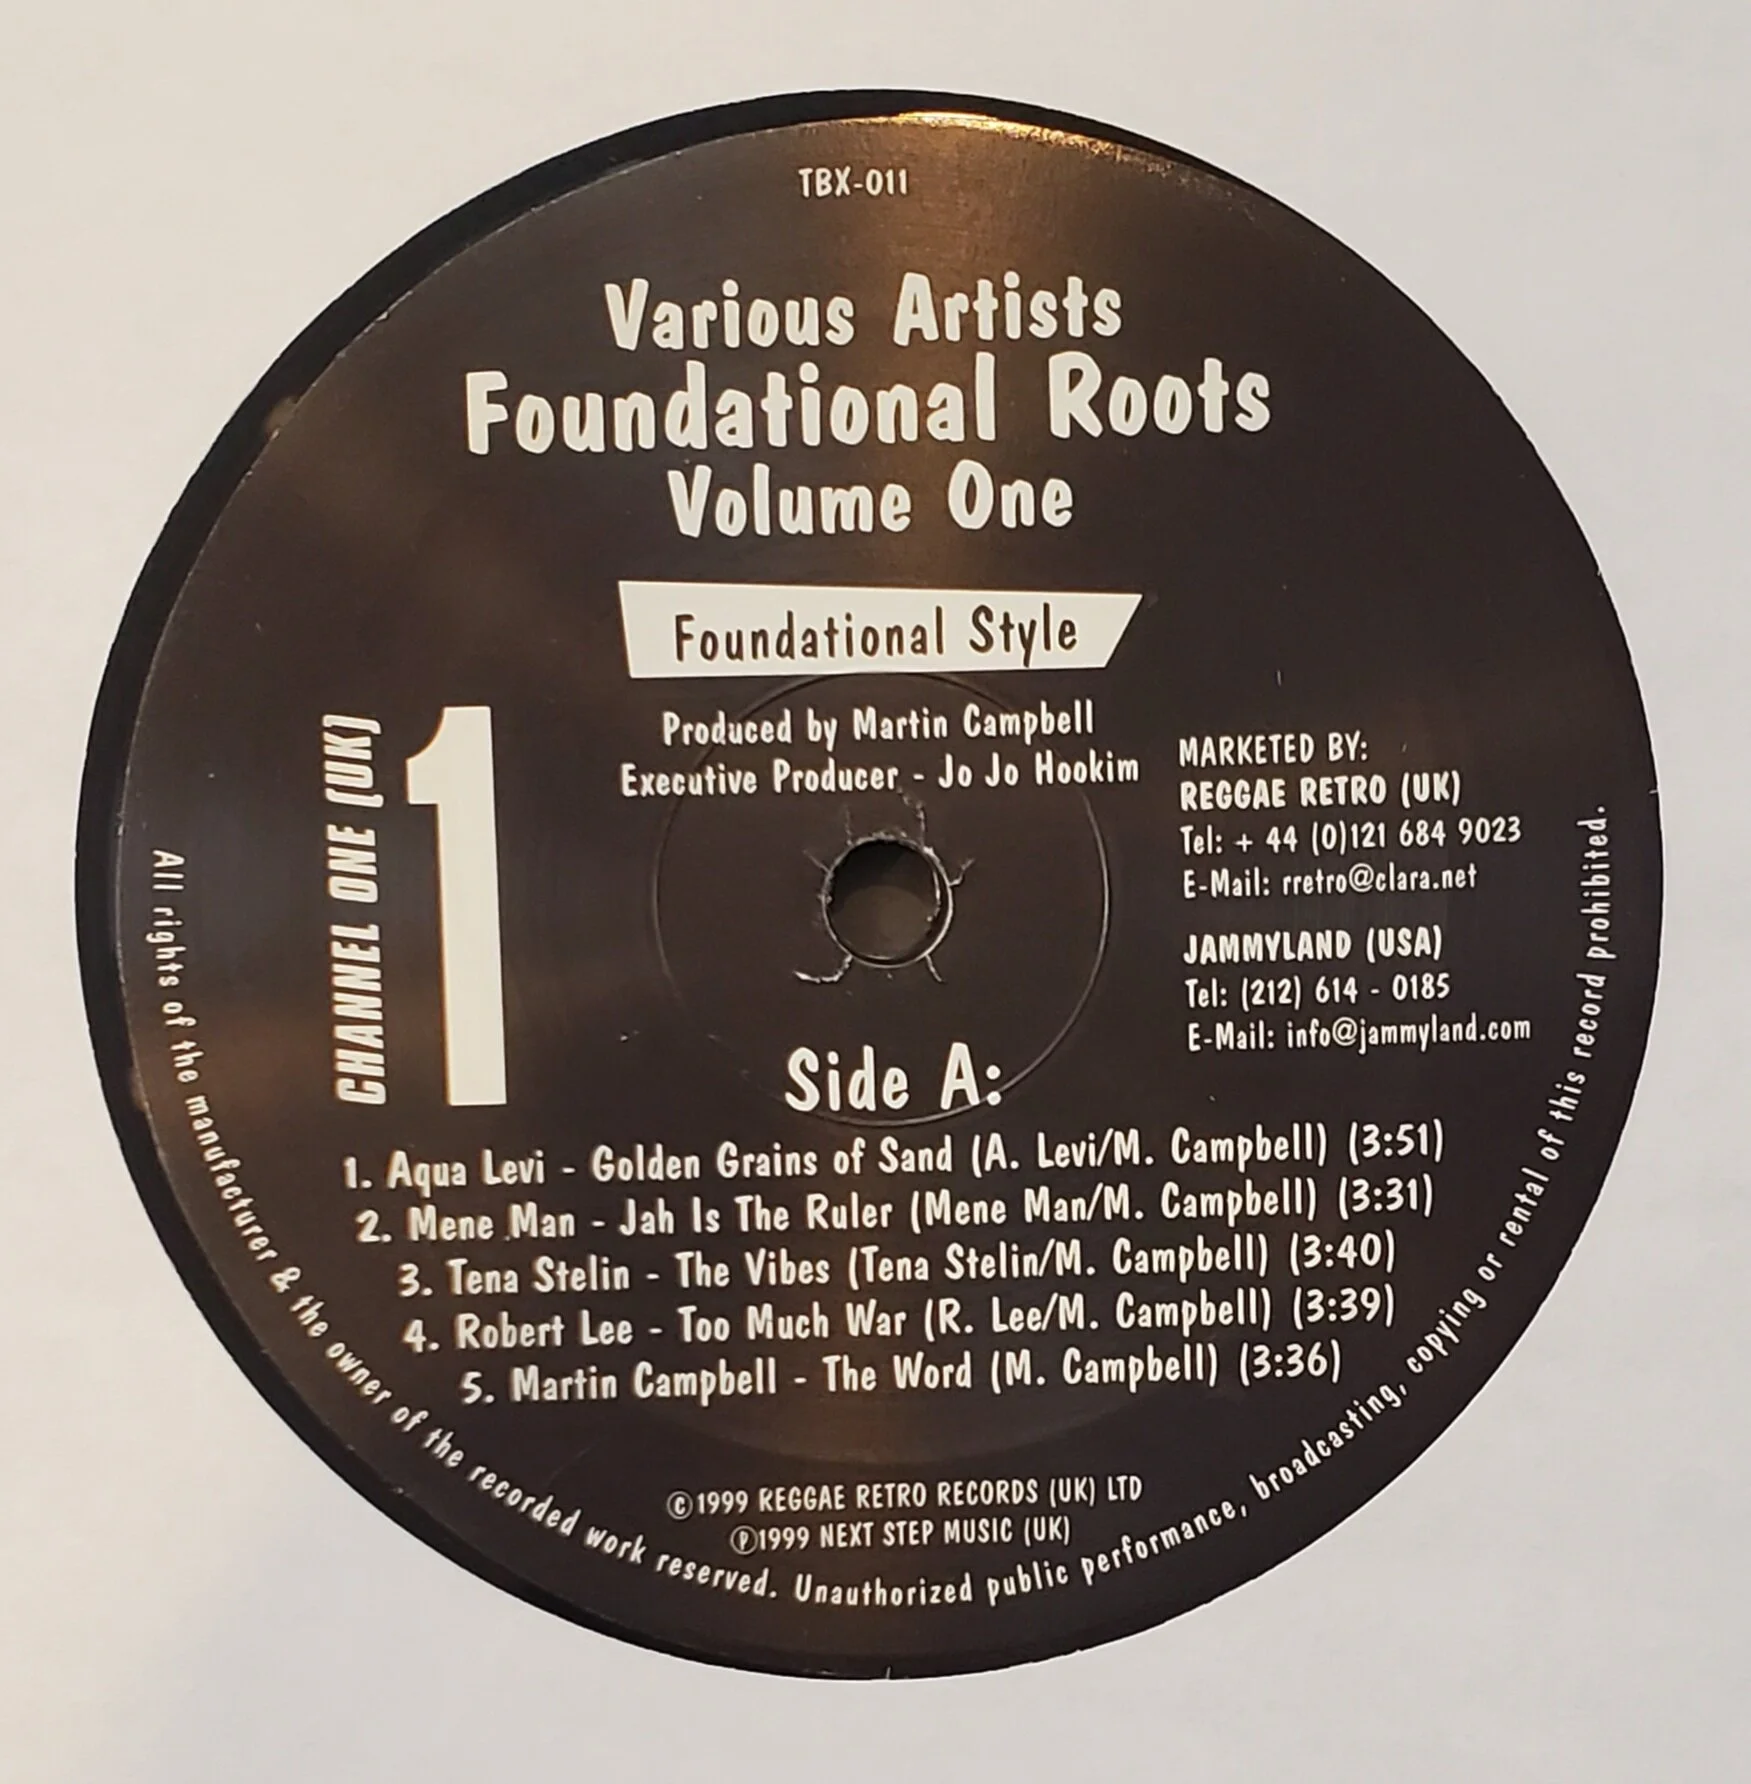 TBX-011
Various Artists
Foundational Roots
Volume One
Foundational Style
Produced by Martin Campbell
Executive Producer - Jo Jo Hookim
CHANNEL ONE (UK)
1
MARKETED BY:
REGGAE RETRO (UK)
Tel: + 44 (0)121 684 9023
E-Mail: rretro@clara.net
JAMMYLAND (USA)
Tel: (212) 614 - 0185
E-Mail: info@jammyland.com
Side A:
1. Aqua Levi - Golden Grains of Sand (A. Levi/M. Campbell) (3:51)
2. Mene Man - Jah Is The Ruler (Mene Man/M. Campbell) (3:31)
3. Tena Stelin - The Vibes (Tena Stelin/M. Campbell) (3:40)
4. Robert Lee - Too Much War (R. Lee/M. Campbell) (3:39)
5. Martin Campbell - The Word (M. Campbell) (3:36)
©1999 REGGAE RETRO RECORDS (UK) LTD
℗1999 NEXT STEP MUSIC (UK)
All rights of the manufacturer & the owner of the recorded work reserved. Unauthorized public performance, broadcasting, copying or rental of this record prohibited.